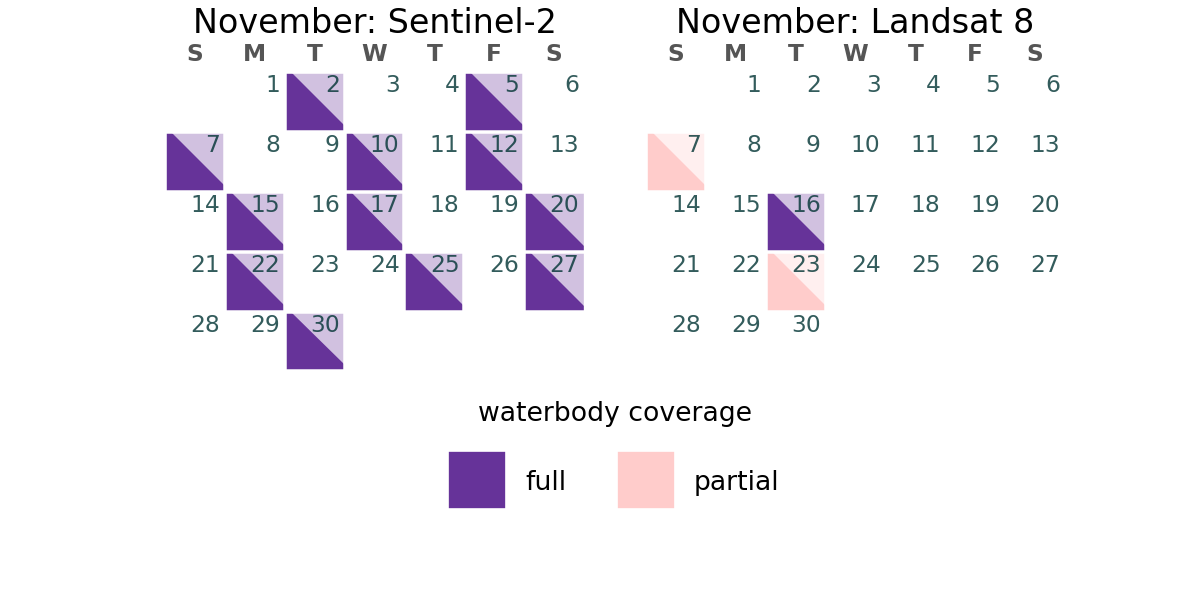 November: Sentinel-2
S M T W T F S
1 2 3 4 5 6
7 8 9 10 11 12 13
14 15 16 17 18 19 20
21 22 23 24 25 26 27
28 29 30
November: Landsat 8
S M T W T F S
1 2 3 4 5 6
7 8 9 10 11 12 13
14 15 16 17 18 19 20
21 22 23 24 25 26 27
28 29 30
waterbody coverage
full partial